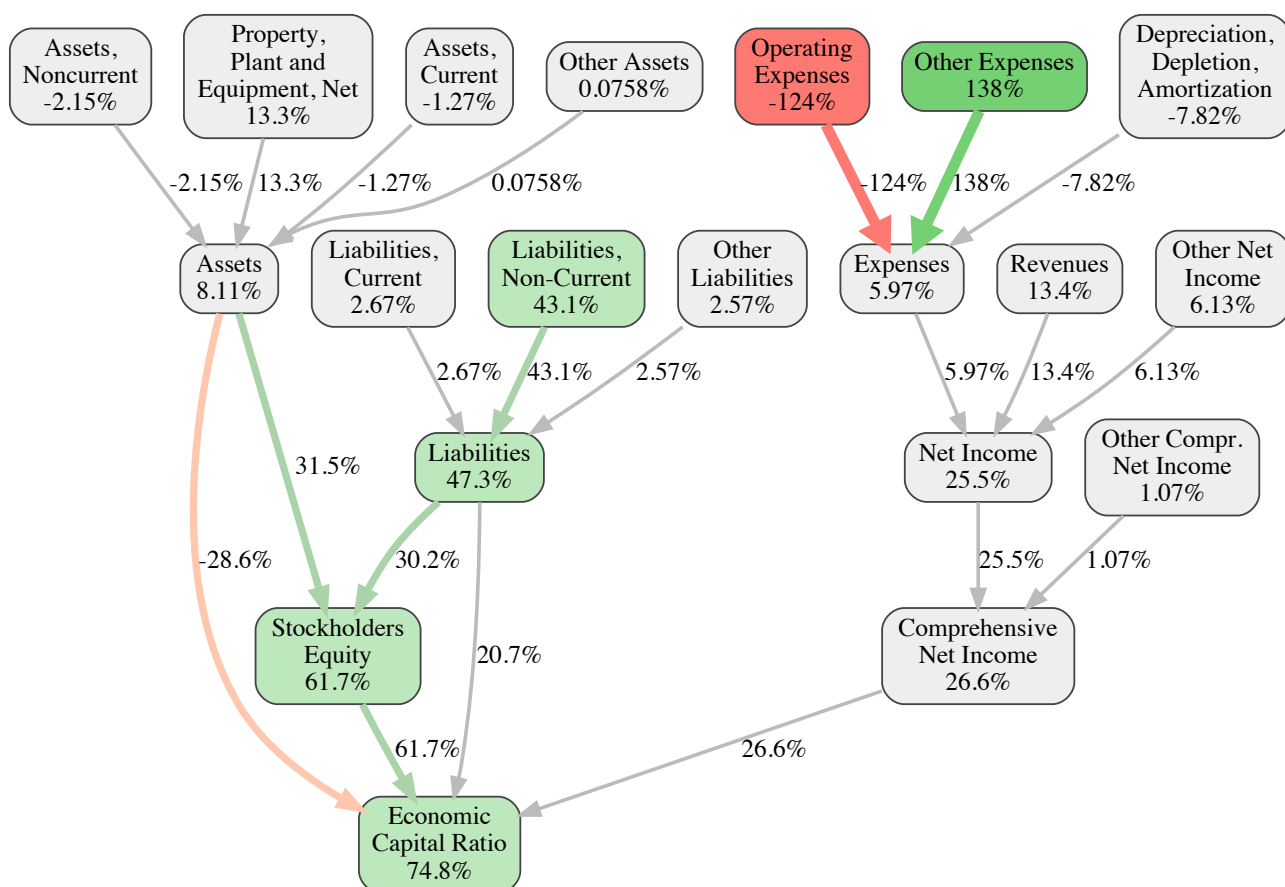 Assets,
Noncurrent
-2.15%
Property,
Plant and
Equipment, Net
13.3%
Assets,
Current
-1.27%
Other Assets
0.0758%
Operating
Expenses
-124%
Other Expenses
138%
Depreciation,
Depletion,
Amortization
-7.82%
-2.15%
13.3%
-1.27%
0.0758%
-124%
138%
-7.82%
Assets
8.11%
Liabilities,
Current
2.67%
Liabilities,
Non-Current
43.1%
Other
Liabilities
2.57%
Expenses
5.97%
Revenues
13.4%
Other Net
Income
6.13%
2.67%
43.1%
2.57%
5.97%
13.4%
6.13%
31.5%
Liabilities
47.3%
Net Income
25.5%
Other Compr.
Net Income
1.07%
-28.6%
30.2%
25.5%
1.07%
Stockholders
Equity
61.7%
20.7%
Comprehensive
Net Income
26.6%
61.7%
26.6%
Economic
Capital Ratio
74.8%